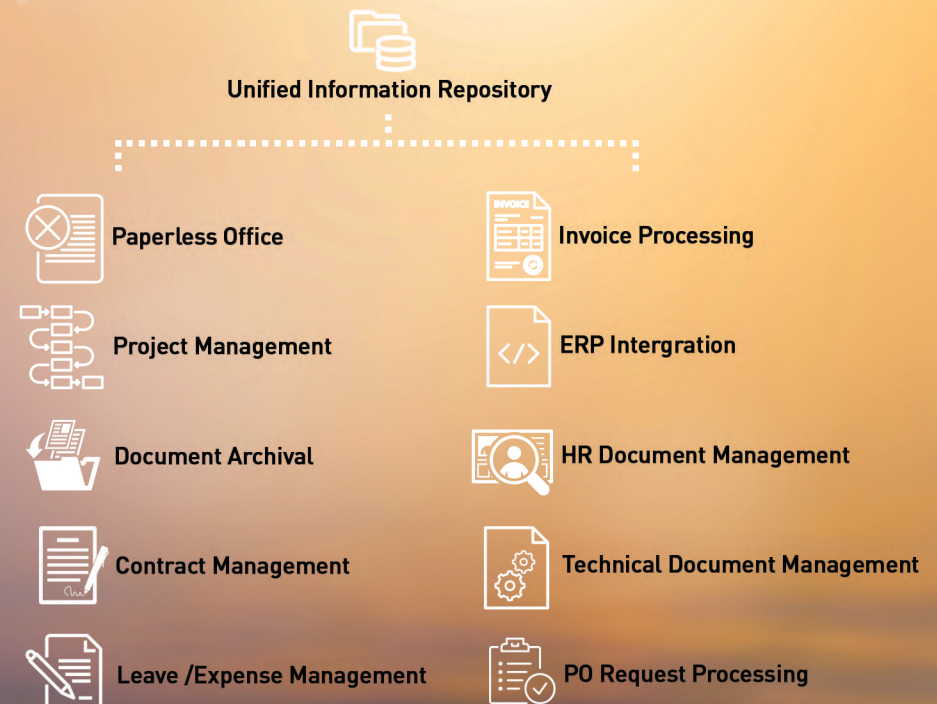 Unified Information Repository
Paperless Office
INVOICE
Invoice Processing
Project Management
</>
ERP Intergration
Document Archival
HR Document Management
Contract Management
Technical Document Management
Leave /Expense Management
PO Request Processing